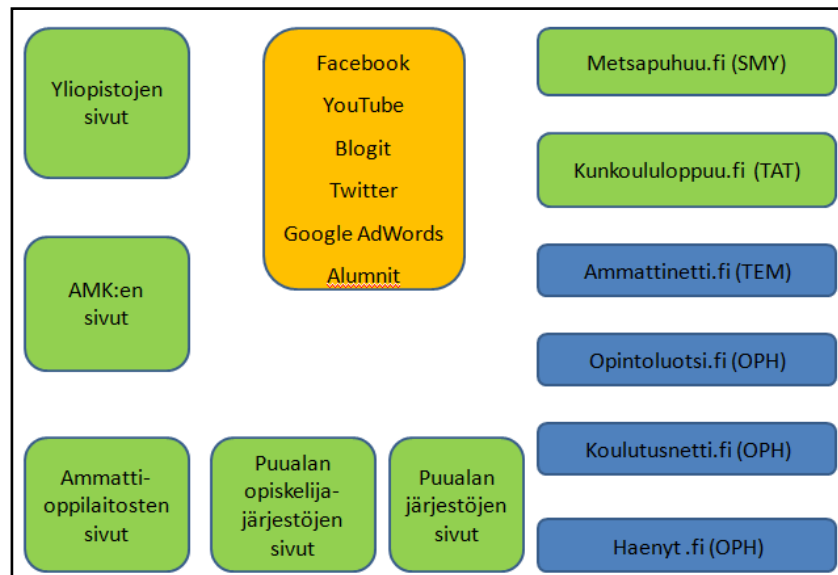 Yliopistojen
sivut
AMK:en
sivut
Ammatti-
oppilaitosten
sivut
Facebook
YouTube
Blogit
Twitter
Google AdWords
Alumnit
Puualan
opiskelija-
järjestöjen
sivut
Puualan
järjestöjen
sivut
Metsapuhuu.fi (SMY)
Kunkoululoppuu.fi (TAT)
Ammattinetti.fi (TEM)
Opintoluotsi.fi (OPH)
Koulutusnetti.fi (OPH)
Haenyt .fi (OPH)